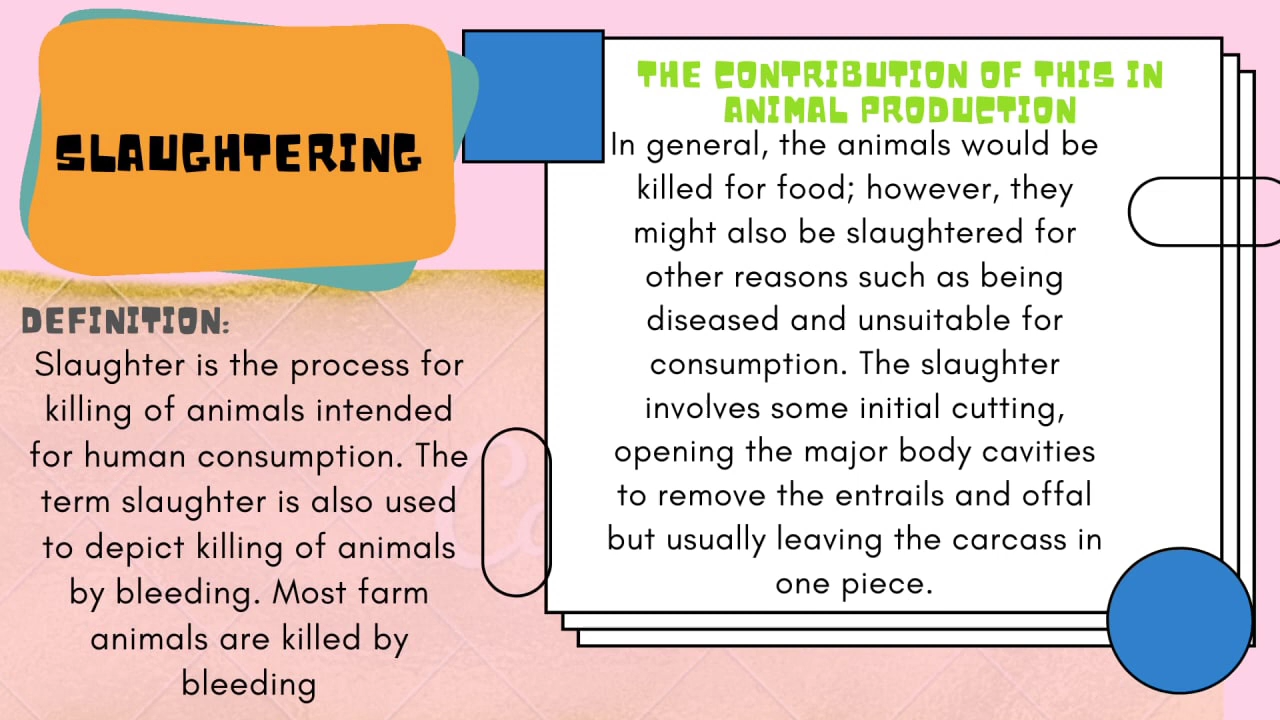 SLAUGHTERING
DEFINITION:
Slaughter is the process for
killing of animals intended
for human consumption. The
term slaughter is also used
to depict killing of animals
by bleeding. Most farm
animals are killed by
bleeding
THE CONTRIBUTION OF THIS IN
ANIMAL PRODUCTION
In general, the animals would be
killed for food; however, they
might also be slaughtered for
other reasons such as being
diseased and unsuitable for
consumption. The slaughter
involves some initial cutting,
opening the major body cavities
to remove the entrails and offal
but usually leaving the carcass in
one piece.